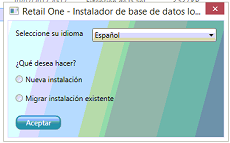 Retail One - Instalador de base de datos lo...
Seleccione su idioma
Español
¿Qué desea hacer?
Nueva instalación
Migrar instalación existente
Aceptar